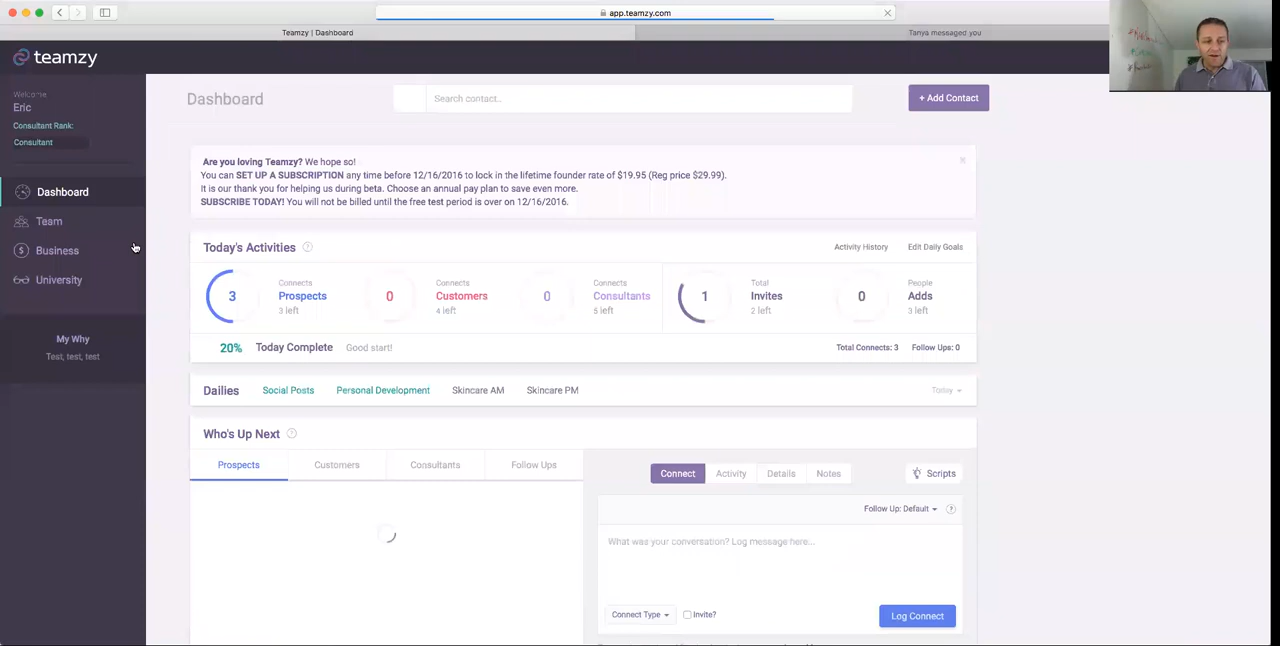 app.teamzy.com
Teamzy | Dashboard
Tanya messaged you
teamzy
Welcome
Eric
Consultant Rank:
Consultant
Dashboard
Team
Business
University
My Why
Test, test, test
Dashboard
Search contact..
+ Add Contact
Are you loving Teamzy? We hope so!
You can SET UP A SUBSCRIPTION any time before 12/16/2016 to lock in the lifetime founder rate of $19.95 (Reg price $29.99).
It is our thank you for helping us during beta. Choose an annual pay plan to save even more.
SUBSCRIBE TODAY! You will not be billed until the free test period is over on 12/16/2016.
Today's Activities
Activity History
Edit Daily Goals
3
Connects
Prospects
3 left
0
Connects
Customers
4 left
0
Connects
Consultants
5 left
1
Total
Invites
2 left
0
People
Adds
3 left
20% Today Complete Good start!
Total Connects: 3 Follow Ups: 0
Dailies Social Posts Personal Development Skincare AM Skincare PM
Today
Who's Up Next
Prospects Customers Consultants Follow Ups
Connect Activity Details Notes
Scripts
Follow Up: Default
What was your conversation? Log message here...
Connect Type
Invite?
Log Connect